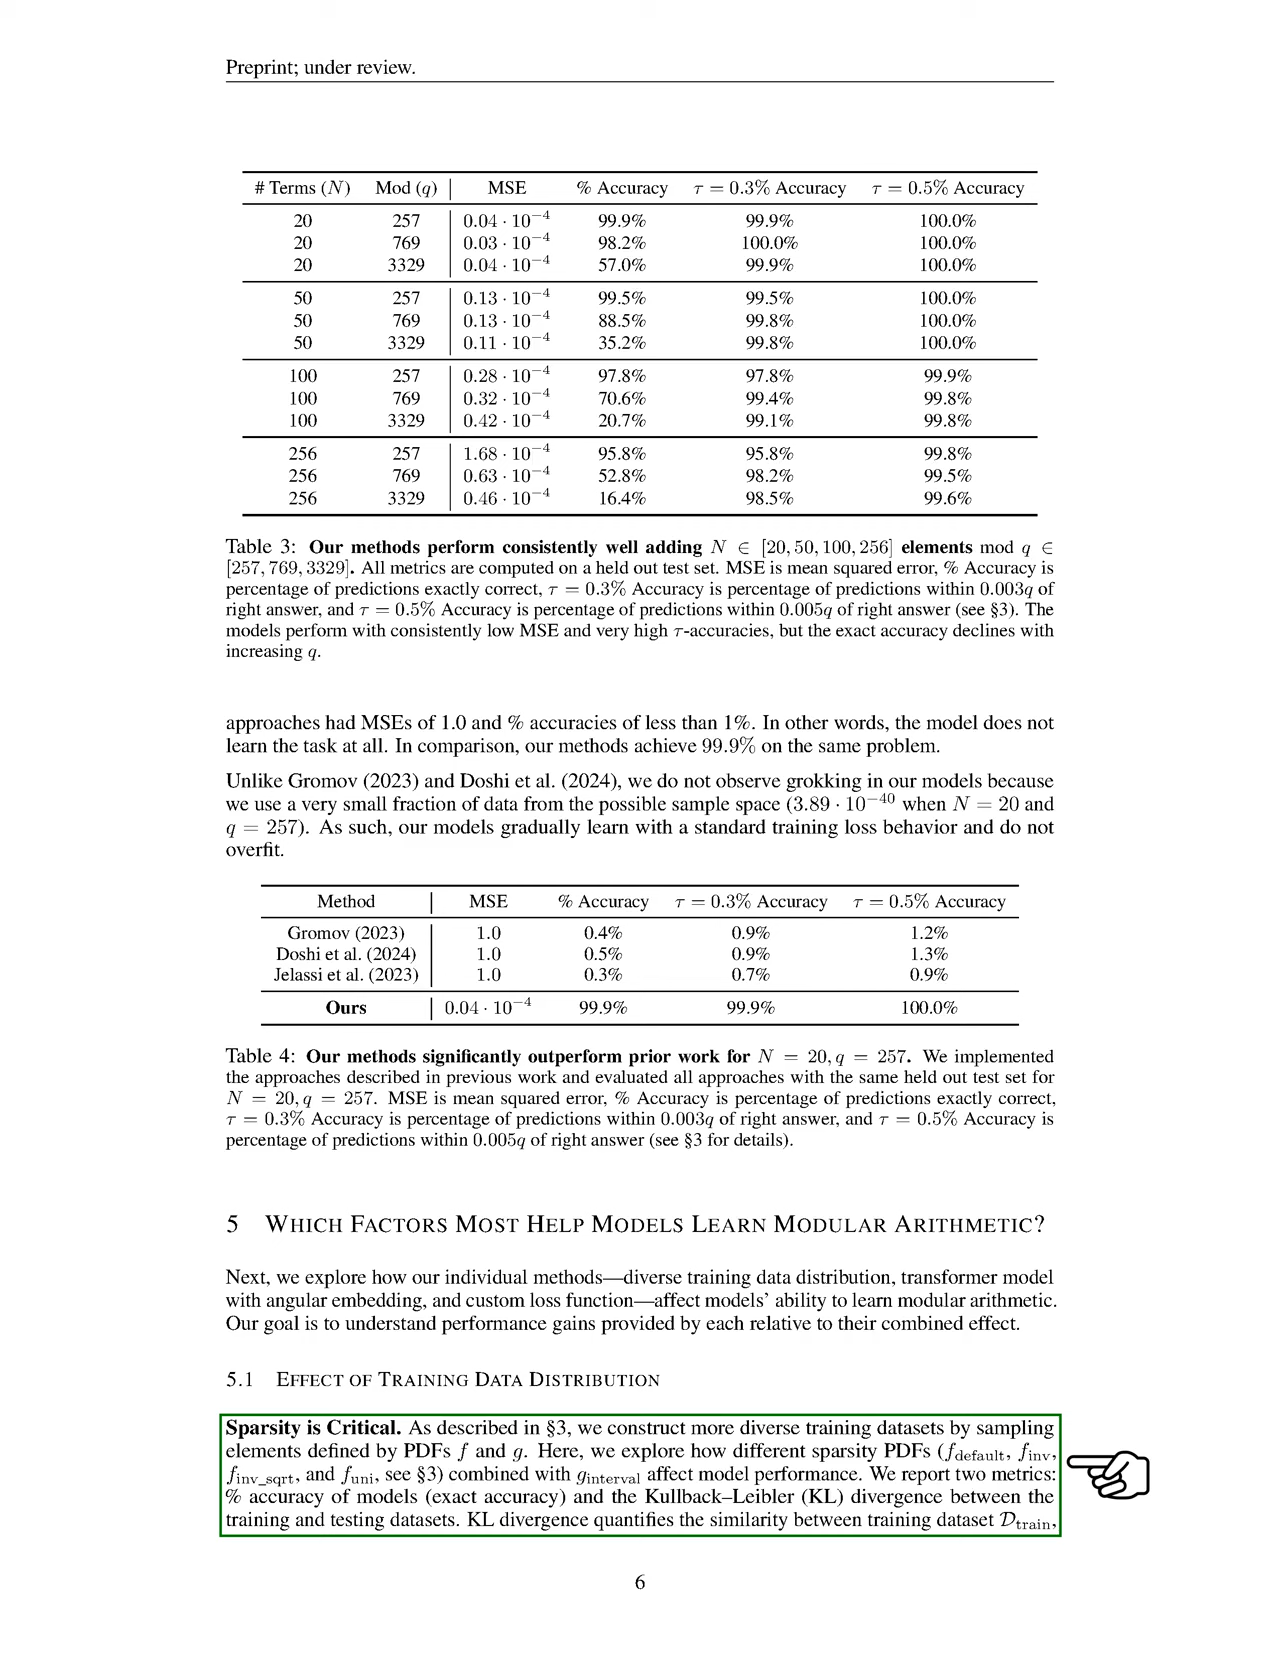 Preprint; under review.
# Terms (N) Mod (q) MSE % Accuracy τ = 0.3% Accuracy τ = 0.5% Accuracy
20 257 0.04 · 10⁻⁴ 99.9% 99.9% 100.0%
20 769 0.03 · 10⁻⁴ 98.2% 100.0% 100.0%
20 3329 0.04 · 10⁻⁴ 57.0% 99.9% 100.0%
50 257 0.13 · 10⁻⁴ 99.5% 99.5% 100.0%
50 769 0.13 · 10⁻⁴ 88.5% 99.8% 100.0%
50 3329 0.11 · 10⁻⁴ 35.2% 99.8% 100.0%
100 257 0.28 · 10⁻⁴ 97.8% 97.8% 99.9%
100 769 0.32 · 10⁻⁴ 70.6% 99.4% 99.8%
100 3329 0.42 · 10⁻⁴ 20.7% 99.1% 99.8%
256 257 1.68 · 10⁻⁴ 95.8% 95.8% 99.8%
256 769 0.63 · 10⁻⁴ 52.8% 98.2% 99.5%
256 3329 0.46 · 10⁻⁴ 16.4% 98.5% 99.6%
Table 3: Our methods perform consistently well adding N ∈ [20, 50, 100, 256] elements mod q ∈
[257, 769, 3329]. All metrics are computed on a held out test set. MSE is mean squared error, % Accuracy is
percentage of predictions exactly correct, τ = 0.3% Accuracy is percentage of predictions within 0.003q of
right answer, and τ = 0.5% Accuracy is percentage of predictions within 0.005q of right answer (see §3). The
models perform with consistently low MSE and very high τ-accuracies, but the exact accuracy declines with
increasing q.
approaches had MSEs of 1.0 and % accuracies of less than 1%. In other words, the model does not
learn the task at all. In comparison, our methods achieve 99.9% on the same problem.
Unlike Gromov (2023) and Doshi et al. (2024), we do not observe grokking in our models because
we use a very small fraction of data from the possible sample space (3.89 · 10⁻⁴⁰ when N = 20 and
q = 257). As such, our models gradually learn with a standard training loss behavior and do not
overfit.
Method MSE % Accuracy τ = 0.3% Accuracy τ = 0.5% Accuracy
Gromov (2023) 1.0 0.4% 0.9% 1.2%
Doshi et al. (2024) 1.0 0.5% 0.9% 1.3%
Jelassi et al. (2023) 1.0 0.3% 0.7% 0.9%
Ours 0.04 · 10⁻⁴ 99.9% 99.9% 100.0%
Table 4: Our methods significantly outperform prior work for N = 20, q = 257. We implemented
the approaches described in previous work and evaluated all approaches with the same held out test set for
N = 20, q = 257. MSE is mean squared error, % Accuracy is percentage of predictions exactly correct,
τ = 0.3% Accuracy is percentage of predictions within 0.003q of right answer, and τ = 0.5% Accuracy is
percentage of predictions within 0.005q of right answer (see §3 for details).
5 WHICH FACTORS MOST HELP MODELS LEARN MODULAR ARITHMETIC?
Next, we explore how our individual methods—diverse training data distribution, transformer model
with angular embedding, and custom loss function—affect models' ability to learn modular arithmetic.
Our goal is to understand performance gains provided by each relative to their combined effect.
5.1 EFFECT OF TRAINING DATA DISTRIBUTION
Sparsity is Critical. As described in §3, we construct more diverse training datasets by sampling
elements defined by PDFs f and g. Here, we explore how different sparsity PDFs (f_default, f_inv,
f_inv_sqrt, and f_uni, see §3) combined with g_interval affect model performance. We report two metrics:
% accuracy of models (exact accuracy) and the Kullback–Leibler (KL) divergence between the
training and testing datasets. KL divergence quantifies the similarity between training dataset 𝒟_train,
6